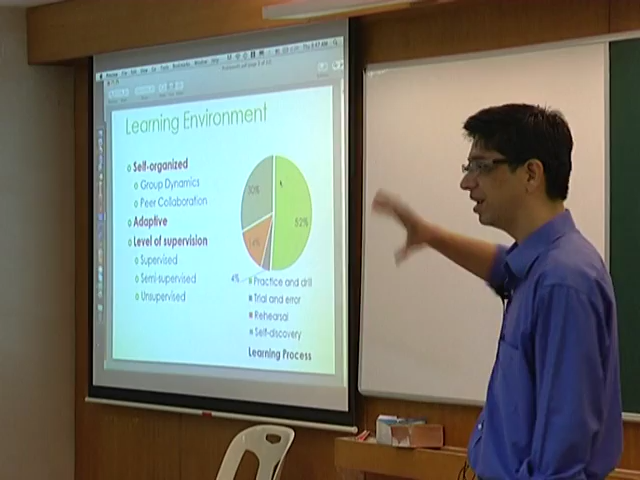 Learning Environment
Self-organized
Group Dynamics
Peer Collaboration
Adaptive
Level of supervision
Supervised
Semi-supervised
Unsupervised
30%
52%
14%
4%
Practice and drill
Trial and error
Rehearsal
Self-discovery
Learning Process